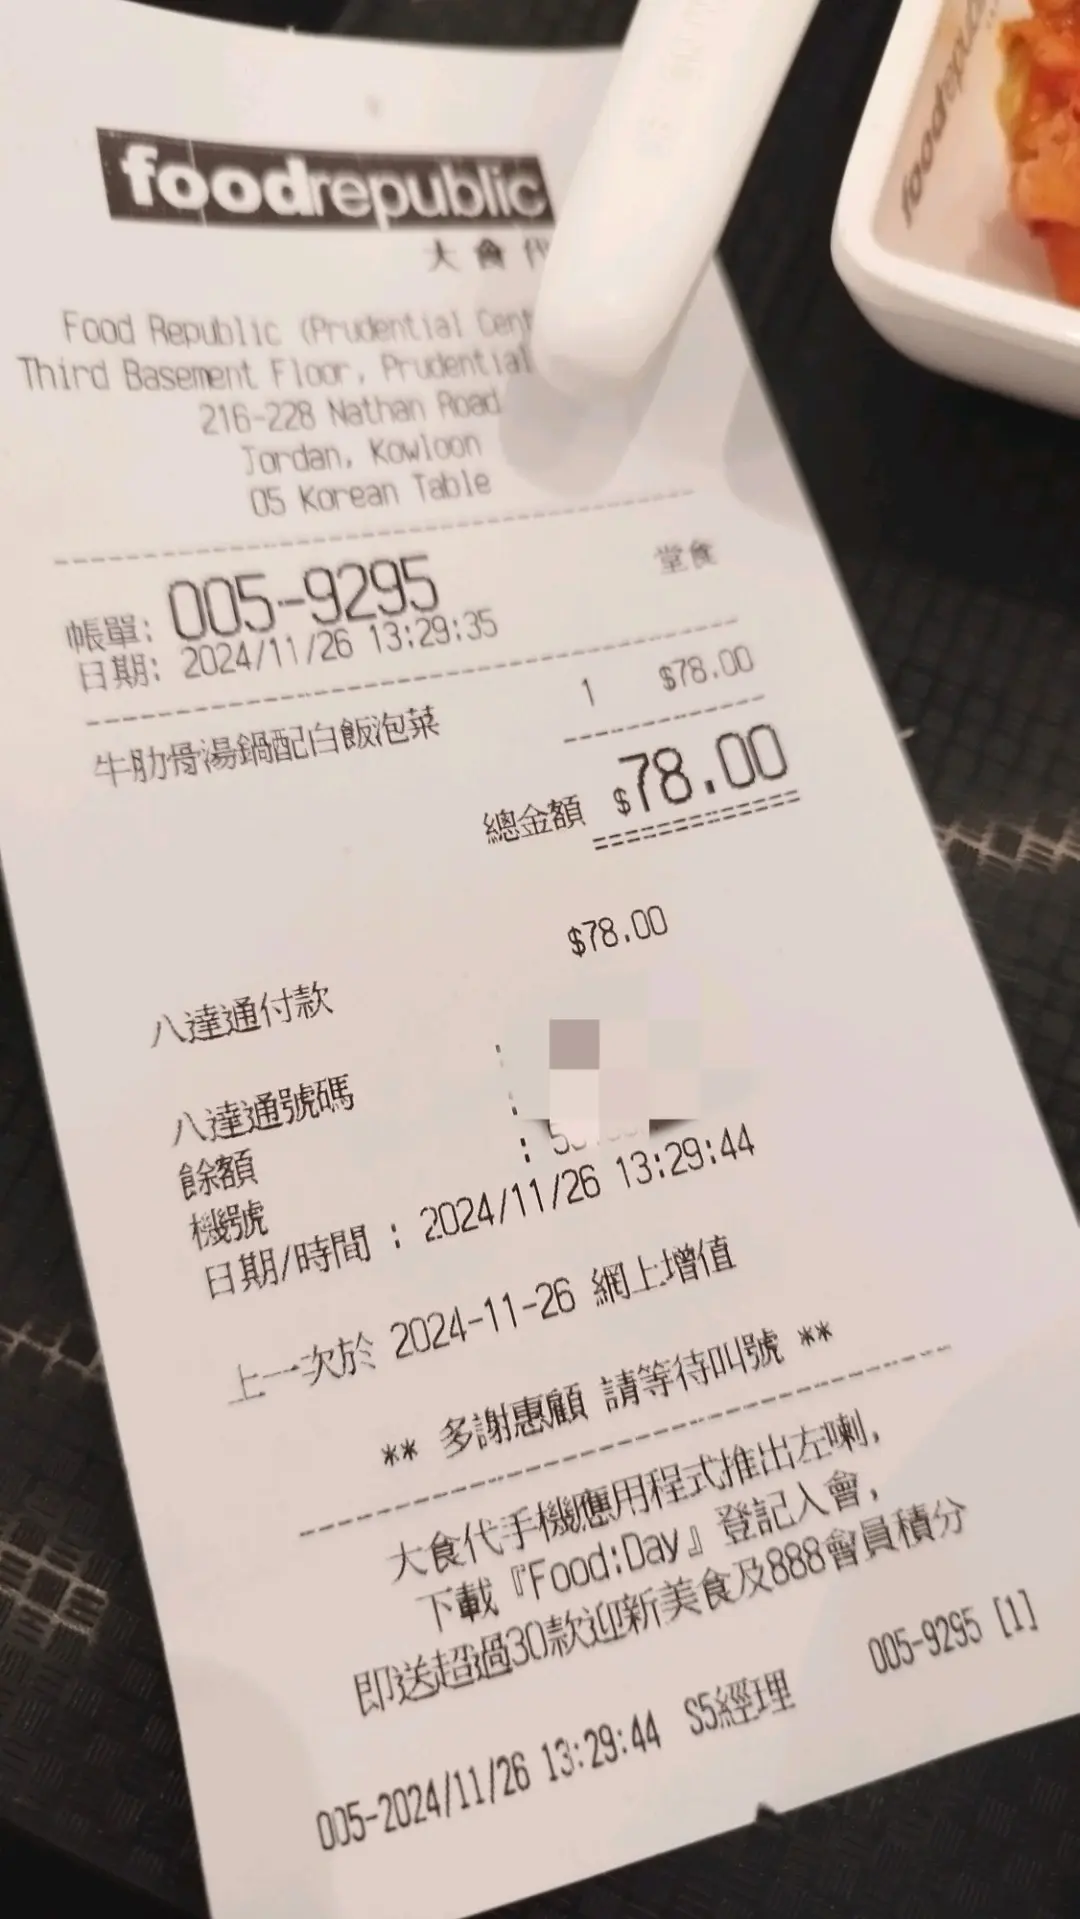 foodrepublic
大食代
Food Republic (Prudential Cent
Third Basement Floor, Prudential
216-228 Nathan Road
Jordan, Kowloon
05 Korean Table
堂食
帳單: 005-9295
日期: 2024/11/26 13:29:35
牛肋骨湯鍋配白飯泡菜 1 $78.00
總金額 $78.00
$78.00
八達通付款
八達通號碼 :
餘額 :
機號 :
日期/時間 : 2024/11/26 13:29:44
上一次於 2024-11-26 網上增值
** 多謝惠顧 請等待叫號 **
大食代手機應用程式推出左喇,
下載『Food:Day』登記入會,
即送超過30款迎新美食及888會員積分
005-9295 [1]
005-2024/11/26 13:29:44 S5經理
foodrepublic